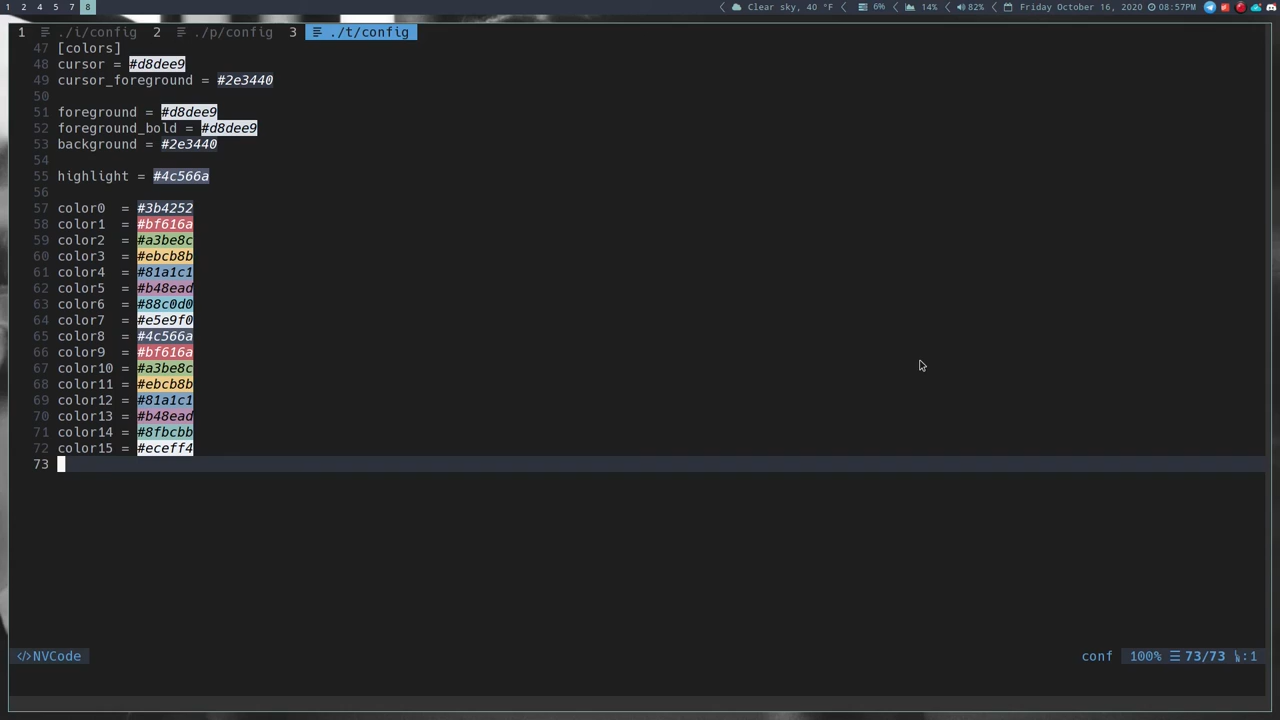 1 2 4 5 7 8 Clear sky, 40 °F 6% 14% 82% Friday October 16, 2020 08:57PM
1 ./i/config 2 ./p/config 3 ./t/config
47 [colors]
48 cursor = #d8dee9
49 cursor_foreground = #2e3440
50
51 foreground = #d8dee9
52 foreground_bold = #d8dee9
53 background = #2e3440
54
55 highlight = #4c566a
56
57 color0  = #3b4252
58 color1  = #bf616a
59 color2  = #a3be8c
60 color3  = #ebcb8b
61 color4  = #81a1c1
62 color5  = #b48ead
63 color6  = #88c0d0
64 color7  = #e5e9f0
65 color8  = #4c566a
66 color9  = #bf616a
67 color10 = #a3be8c
68 color11 = #ebcb8b
69 color12 = #81a1c1
70 color13 = #b48ead
71 color14 = #8fbcbb
72 color15 = #eceff4
73
</>NVCode conf 100% ☰ 73/73 :1